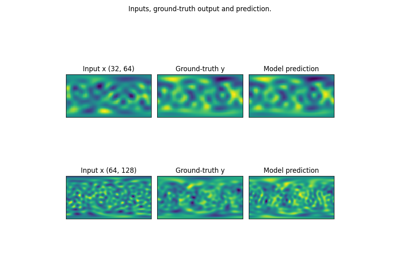 Inputs, ground-truth output and prediction.
Input x (32, 64)
Ground-truth y
Model prediction
Input x (64, 128)
Ground-truth y
Model prediction